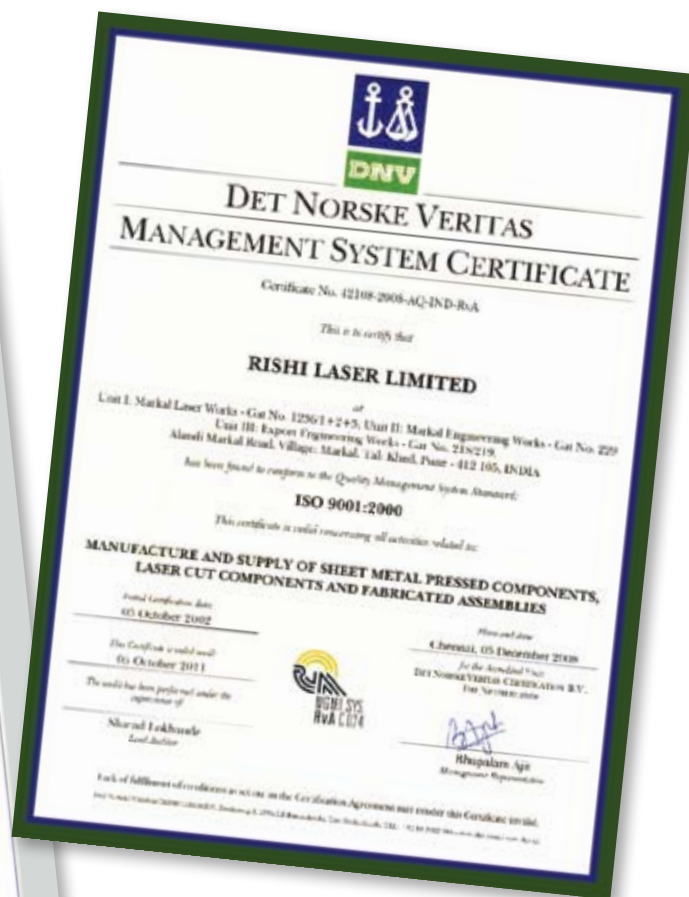 DNV
DET NORSKE VERITAS
MANAGEMENT SYSTEM CERTIFICATE
Certificate No. 42108-2008-AQ-IND-RvA
This is to certify that
RISHI LASER LIMITED
at
Unit I: Markal Laser Works - Gat No. 1256/1+2+3, Unit II: Markal Engineering Works - Gat No. 229
Unit III: Export Engineering Works - Gat No. 218/219,
Alandi Markal Road, Village: Markal, Tal: Khed, Pune - 412 105, INDIA
has been found to conform to the Quality Management System Standard:
ISO 9001:2000
This certificate is valid concerning all activities related to:
MANUFACTURE AND SUPPLY OF SHEET METAL PRESSED COMPONENTS,
LASER CUT COMPONENTS AND FABRICATED ASSEMBLIES
Initial Certification date:
05 October 2002
This Certificate is valid until:
05 October 2011
The audit has been performed under the
supervision of
Sharad Lokhande
Lead Auditor
RvA
MGMT. SYS.
RvA C 024
Place and date
Chennai, 05 December 2008
for the Accredited Unit:
DET NORSKE VERITAS CERTIFICATION B.V.,
THE NETHERLANDS
Management Representative
Lack of fulfilment of conditions as set out in the Certification Agreement may render this Certificate invalid.